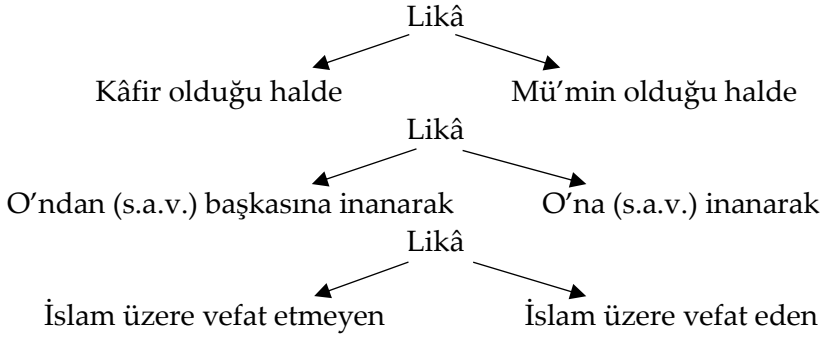 Likâ
Kâfir olduğu halde Mü’min olduğu halde
Likâ
O’ndan (s.a.v.) başkasına inanarak O’na (s.a.v.) inanarak
Likâ
İslam üzere vefat etmeyen İslam üzere vefat eden